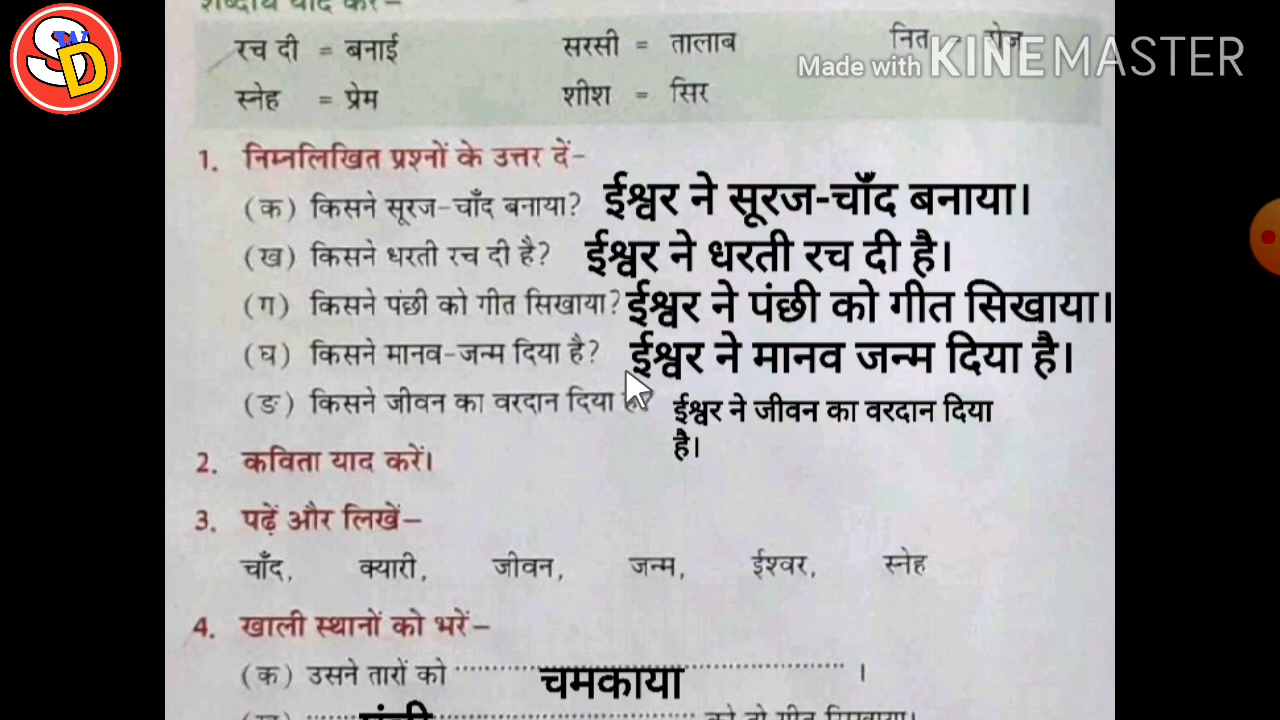 शब्दार्थ याद करें–
रच दी = बनाई सरसी = तालाब नित रोज़
Made with KINEMASTER
स्नेह = प्रेम शीश = सिर
SWD
1. निम्नलिखित प्रश्नों के उत्तर दें–
(क) किसने सूरज-चाँद बनाया? ईश्वर ने सूरज-चाँद बनाया।
(ख) किसने धरती रच दी है? ईश्वर ने धरती रच दी है।
(ग) किसने पंछी को गीत सिखाया? ईश्वर ने पंछी को गीत सिखाया।
(घ) किसने मानव-जन्म दिया है? ईश्वर ने मानव जन्म दिया है।
(ङ) किसने जीवन का वरदान दिया है? ईश्वर ने जीवन का वरदान दिया
है।
2. कविता याद करें।
3. पढ़ें और लिखें–
चाँद, क्यारी, जीवन, जन्म, ईश्वर, स्नेह
4. खाली स्थानों को भरें–
(क) उसने तारों को चमकाया ।
(ख) पंछी को तो गीत सिखाया।